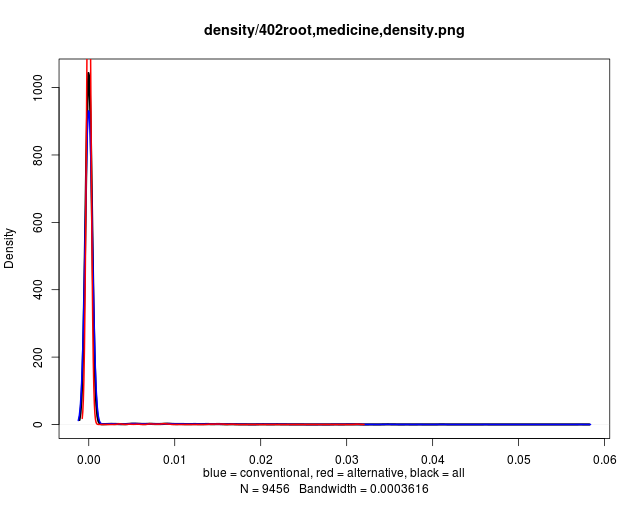 density/402root,medicine,density.png
Density
1000
800
600
400
200
0
0.00 0.01 0.02 0.03 0.04 0.05 0.06
blue = conventional, red = alternative, black = all
N = 9456 Bandwidth = 0.0003616